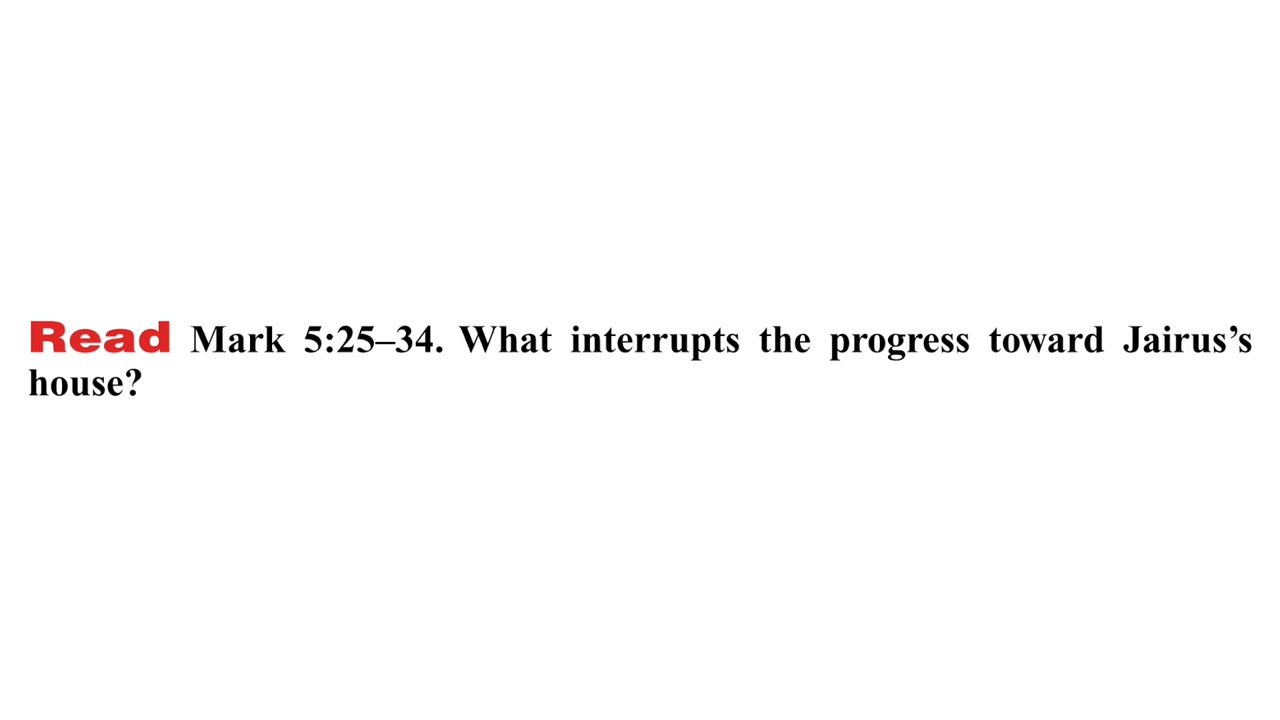 Read Mark 5:25–34. What interrupts the progress toward Jairus’s
house?